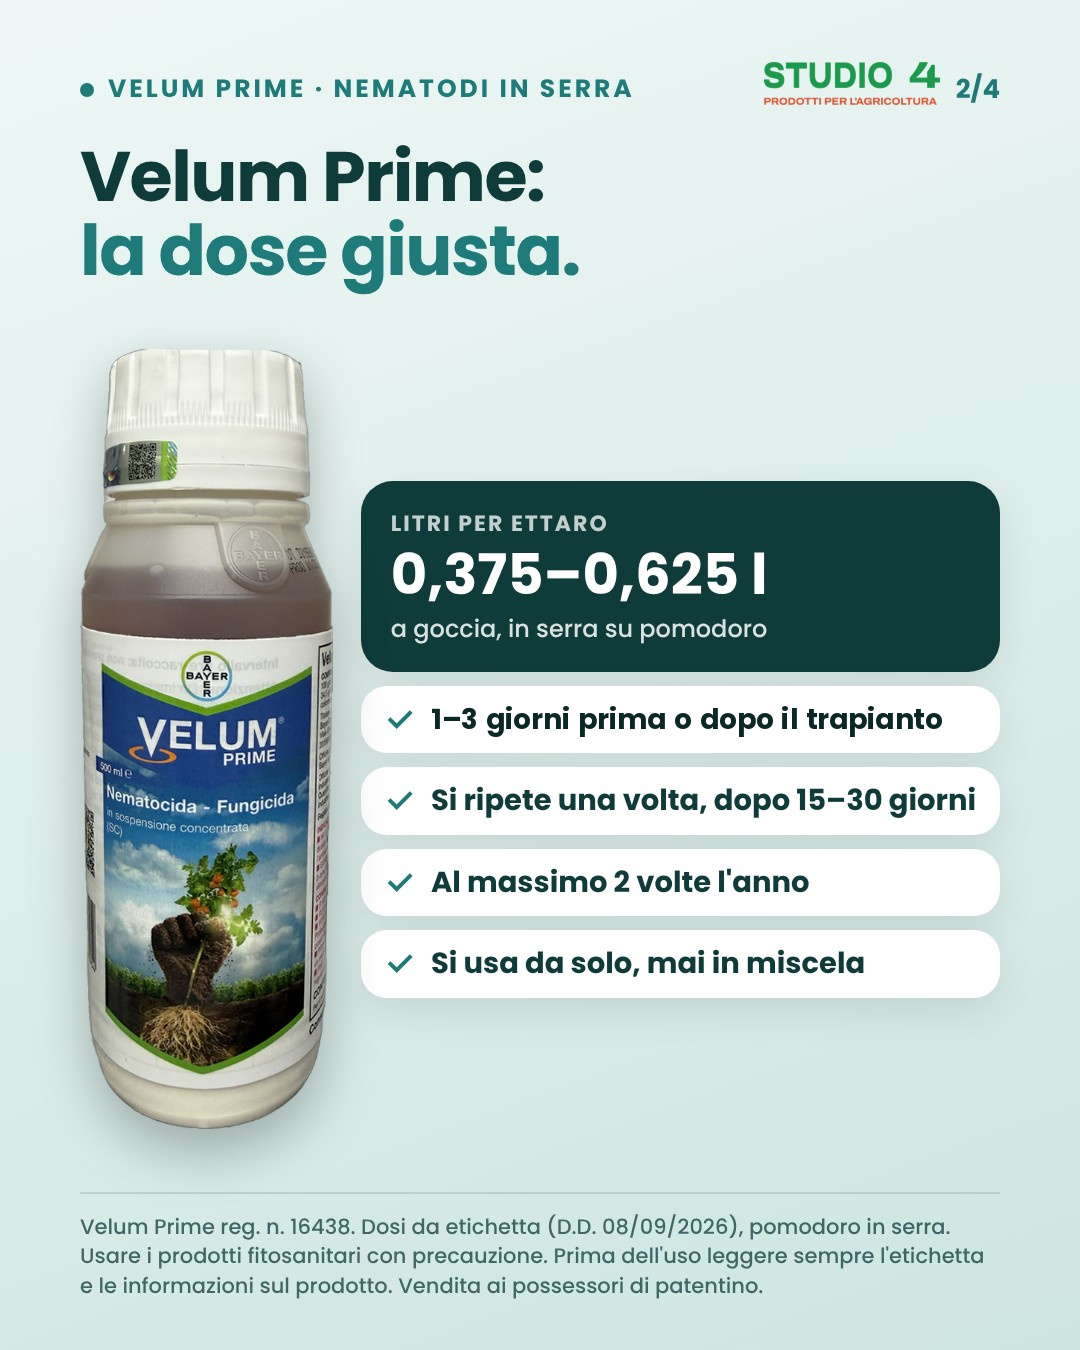 VELUM PRIME · NEMATODI IN SERRA
STUDIO 4
PRODOTTI PER L'AGRICOLTURA
2/4
Velum Prime:
la dose giusta.
BAYER
BAYER
VELUM®
PRIME
500 ml e
Nematocida - Fungicida
in sospensione concentrata
(SC)
LITRI PER ETTARO
0,375–0,625 l
a goccia, in serra su pomodoro
1–3 giorni prima o dopo il trapianto
Si ripete una volta, dopo 15–30 giorni
Al massimo 2 volte l'anno
Si usa da solo, mai in miscela
Velum Prime reg. n. 16438. Dosi da etichetta (D.D. 08/09/2026), pomodoro in serra.
Usare i prodotti fitosanitari con precauzione. Prima dell'uso leggere sempre l'etichetta
e le informazioni sul prodotto. Vendita ai possessori di patentino.